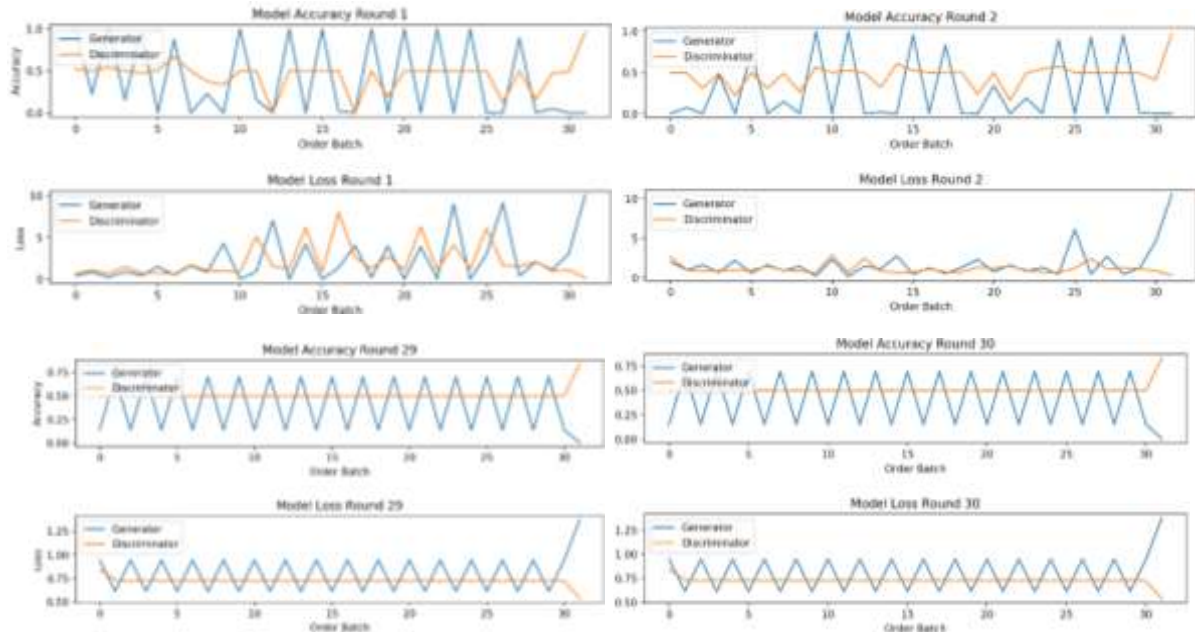 Model Accuracy Round 1
Accuracy
1.0
0.5
0.0
Generator
Discriminator
0 5 10 15 20 25 30
Order Batch
Model Accuracy Round 2
1.0
0.5
0.0
Generator
Discriminator
0 5 10 15 20 25 30
Order Batch
Model Loss Round 1
Loss
10
5
0
Generator
Discriminator
0 5 10 15 20 25 30
Order Batch
Model Loss Round 2
10
5
0
Generator
Discriminator
0 5 10 15 20 25 30
Order Batch
Model Accuracy Round 29
Accuracy
0.75
0.50
0.25
0.00
Generator
Discriminator
0 5 10 15 20 25 30
Order Batch
Model Accuracy Round 30
0.75
0.50
0.25
0.00
Generator
Discriminator
0 5 10 15 20 25 30
Order Batch
Model Loss Round 29
Loss
1.25
1.00
0.75
0.50
Generator
Discriminator
0 5 10 15 20 25 30
Order Batch
Model Loss Round 30
1.25
1.00
0.75
0.50
Generator
Discriminator
0 5 10 15 20 25 30
Order Batch